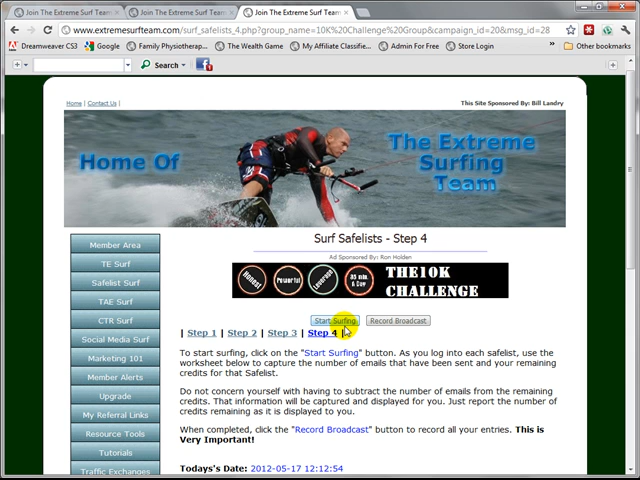 Join The Extreme Surf Team
Join The Extreme Surf Team
Join The Extreme Surf Team
www.extremesurfteam.com/surf_safelists_4.php?group_name=10K%20Challenge%20Group&campaign_id=20&msg_id=28
Dreamweaver CS3 Google Family Physiotherap... The Wealth Game My Affiliate Classifie... Admin For Free Store Login Other bookmarks
Search
Home | Contact Us | This Site Sponsored By: Bill Landry
Home Of
The Extreme
Surfing
Team
Member Area
TE Surf
Safelist Surf
TAE Surf
CTR Surf
Social Media Surf
Marketing 101
Member Alerts
Upgrade
My Referral Links
Resource Tools
Tutorials
Traffic Exchanges
Surf Safelists - Step 4
Ad Sponsored By: Ron Holden
Honest Powerful Leverage 35 min. A Day THE10K
CHALLENGE
Start Surfing Record Broadcast
| Step 1 | Step 2 | Step 3 | Step 4 |
To start surfing, click on the "Start Surfing" button. As you log into each safelist, use the
worksheet below to capture the number of emails that have been sent and your remaining
credits for that Safelist.
Do not concern yourself with having to subtract the number of emails from the remaining
credits. That information will be captured and displayed for you. Just report the number of
credits remaining as it is displayed to you.
When completed, click the "Record Broadcast" button to record all your entries. This is
Very Important!
Todays's Date: 2012-05-17 12:12:54